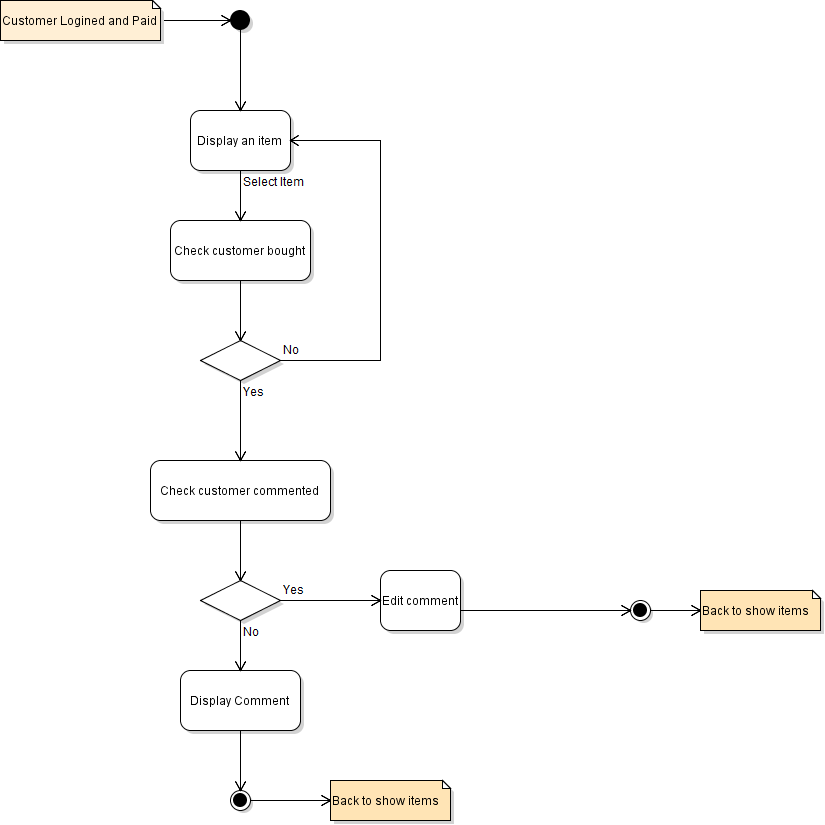 Customer Logined and Paid
Display an item
Select Item
Check customer bought
No
Yes
Check customer commented
Yes
Edit comment
Back to show items
No
Display Comment
Back to show items